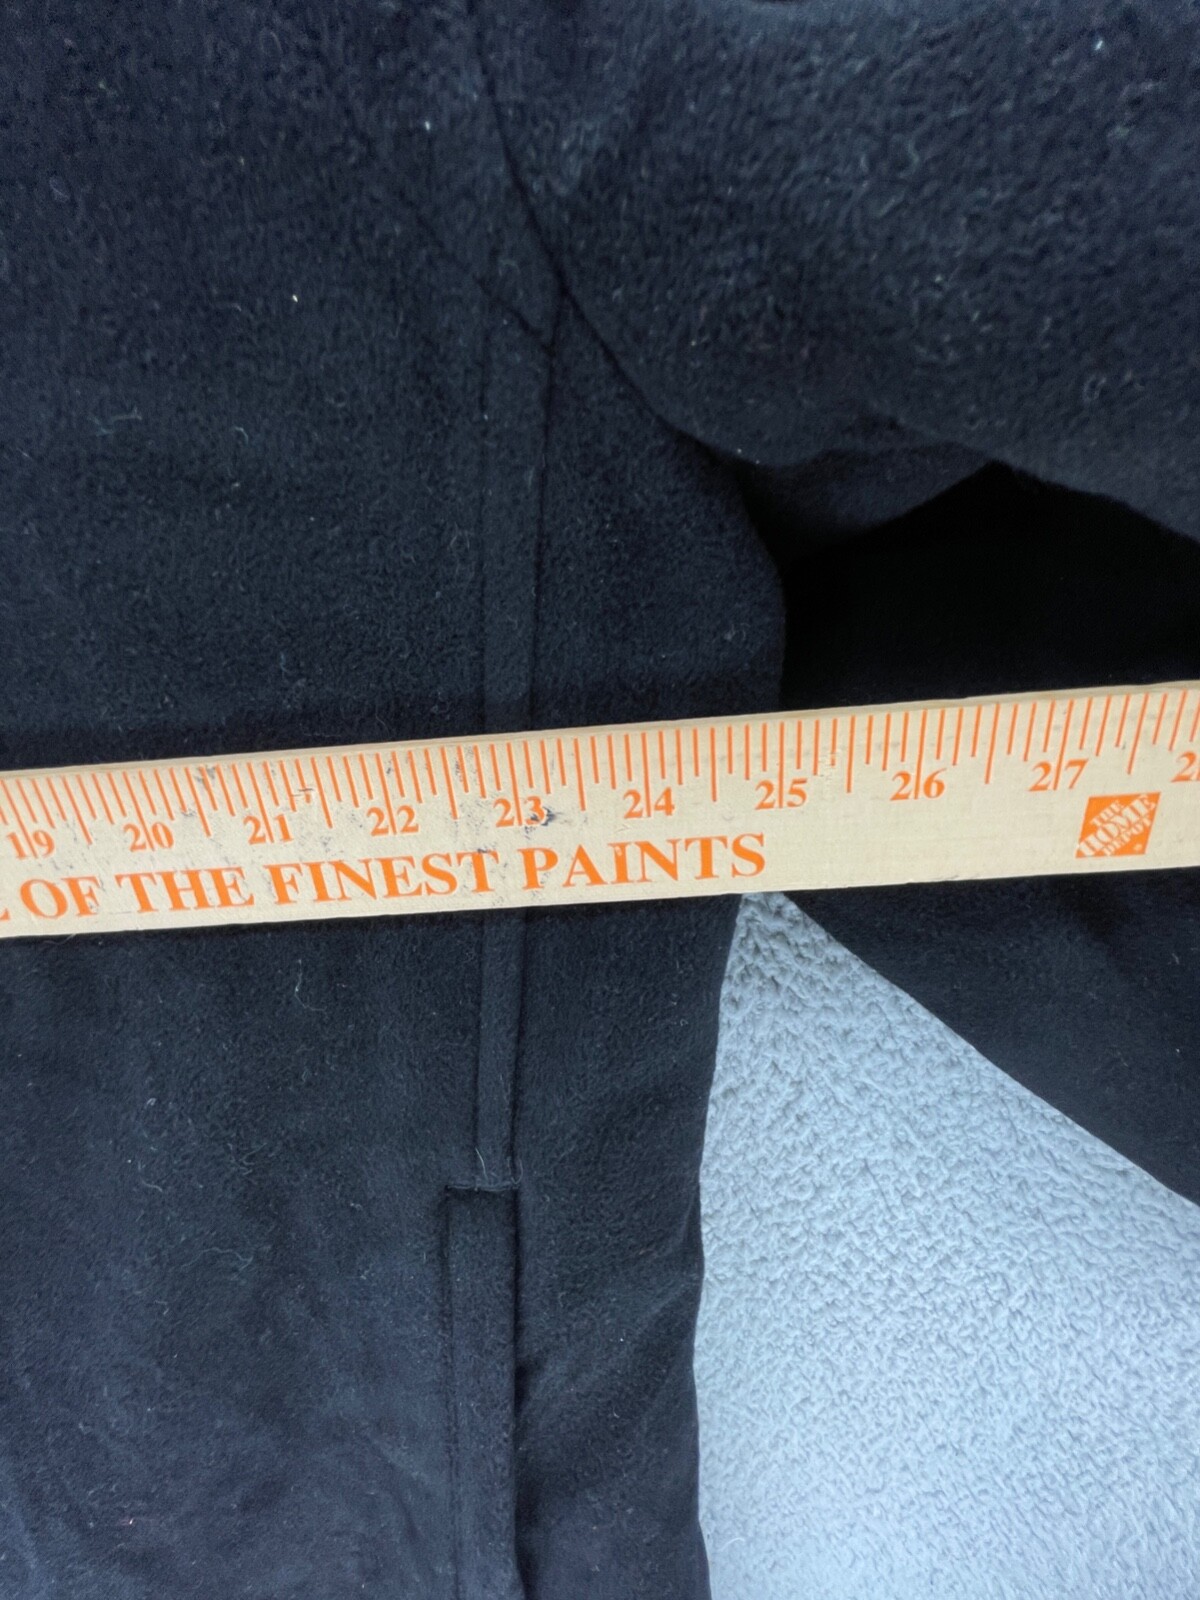 19 20 21 22 23 24 25 26 27
OF THE FINEST PAINTS
THE
HOME
DEPOT